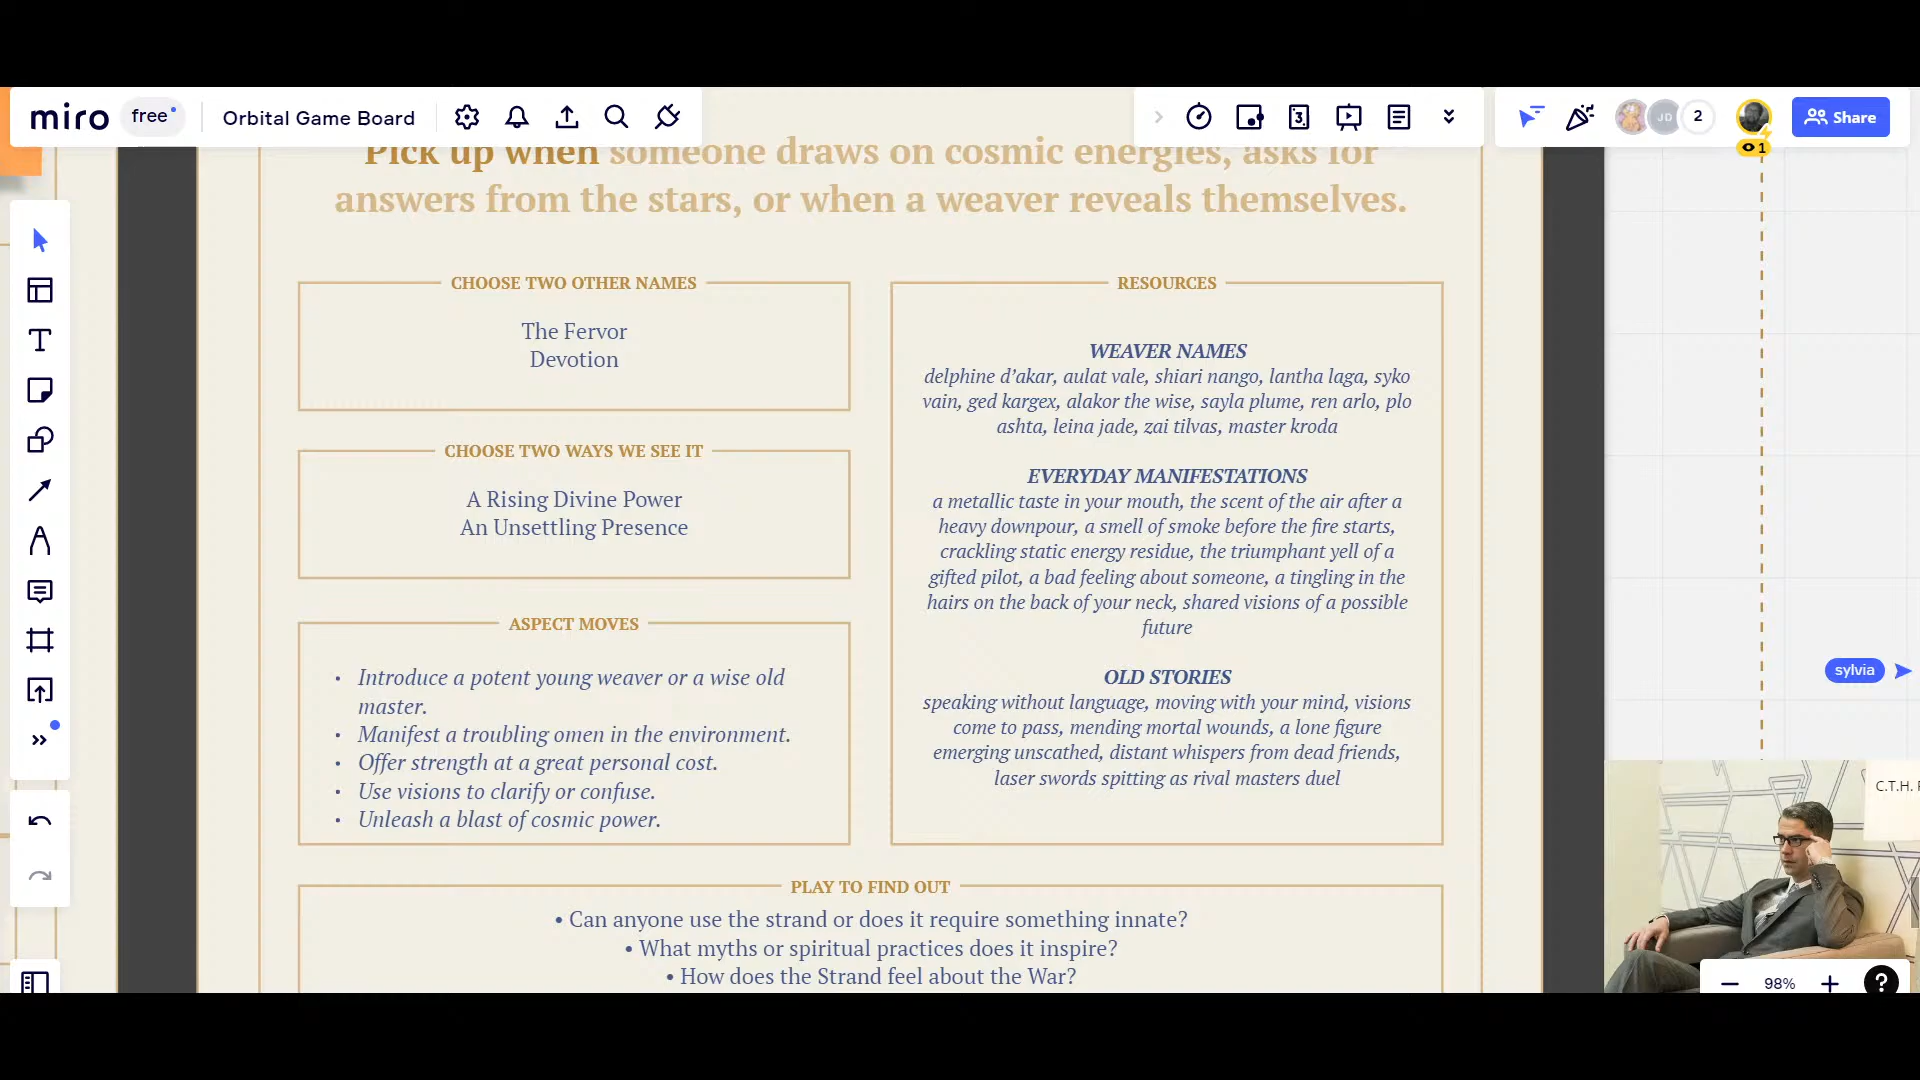 miro
free
Orbital Game Board
3
JD
2
Share
1
Pick up when someone draws on cosmic energies, asks for
answers from the stars, or when a weaver reveals themselves.
CHOOSE TWO OTHER NAMES
The Fervor
Devotion
CHOOSE TWO WAYS WE SEE IT
A Rising Divine Power
An Unsettling Presence
ASPECT MOVES
• Introduce a potent young weaver or a wise old
master.
• Manifest a troubling omen in the environment.
• Offer strength at a great personal cost.
• Use visions to clarify or confuse.
• Unleash a blast of cosmic power.
RESOURCES
WEAVER NAMES
delphine d’akar, aulat vale, shiari nango, lantha laga, syko
vain, ged kargex, alakor the wise, sayla plume, ren arlo, plo
ashta, leina jade, zai tilvas, master kroda
EVERYDAY MANIFESTATIONS
a metallic taste in your mouth, the scent of the air after a
heavy downpour, a smell of smoke before the fire starts,
crackling static energy residue, the triumphant yell of a
gifted pilot, a bad feeling about someone, a tingling in the
hairs on the back of your neck, shared visions of a possible
future
OLD STORIES
speaking without language, moving with your mind, visions
come to pass, mending mortal wounds, a lone figure
emerging unscathed, distant whispers from dead friends,
laser swords spitting as rival masters duel
PLAY TO FIND OUT
• Can anyone use the strand or does it require something innate?
• What myths or spiritual practices does it inspire?
• How does the Strand feel about the War?
sylvia
C.T.H.
98%
?